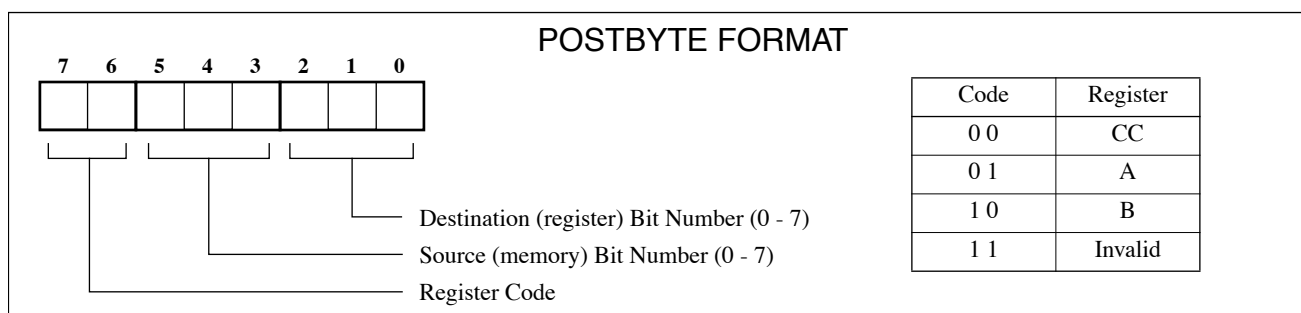 POSTBYTE FORMAT
7 6 5 4 3 2 1 0
Destination (register) Bit Number (0 - 7)
Source (memory) Bit Number (0 - 7)
Register Code
Code Register
0 0 CC
0 1 A
1 0 B
1 1 Invalid